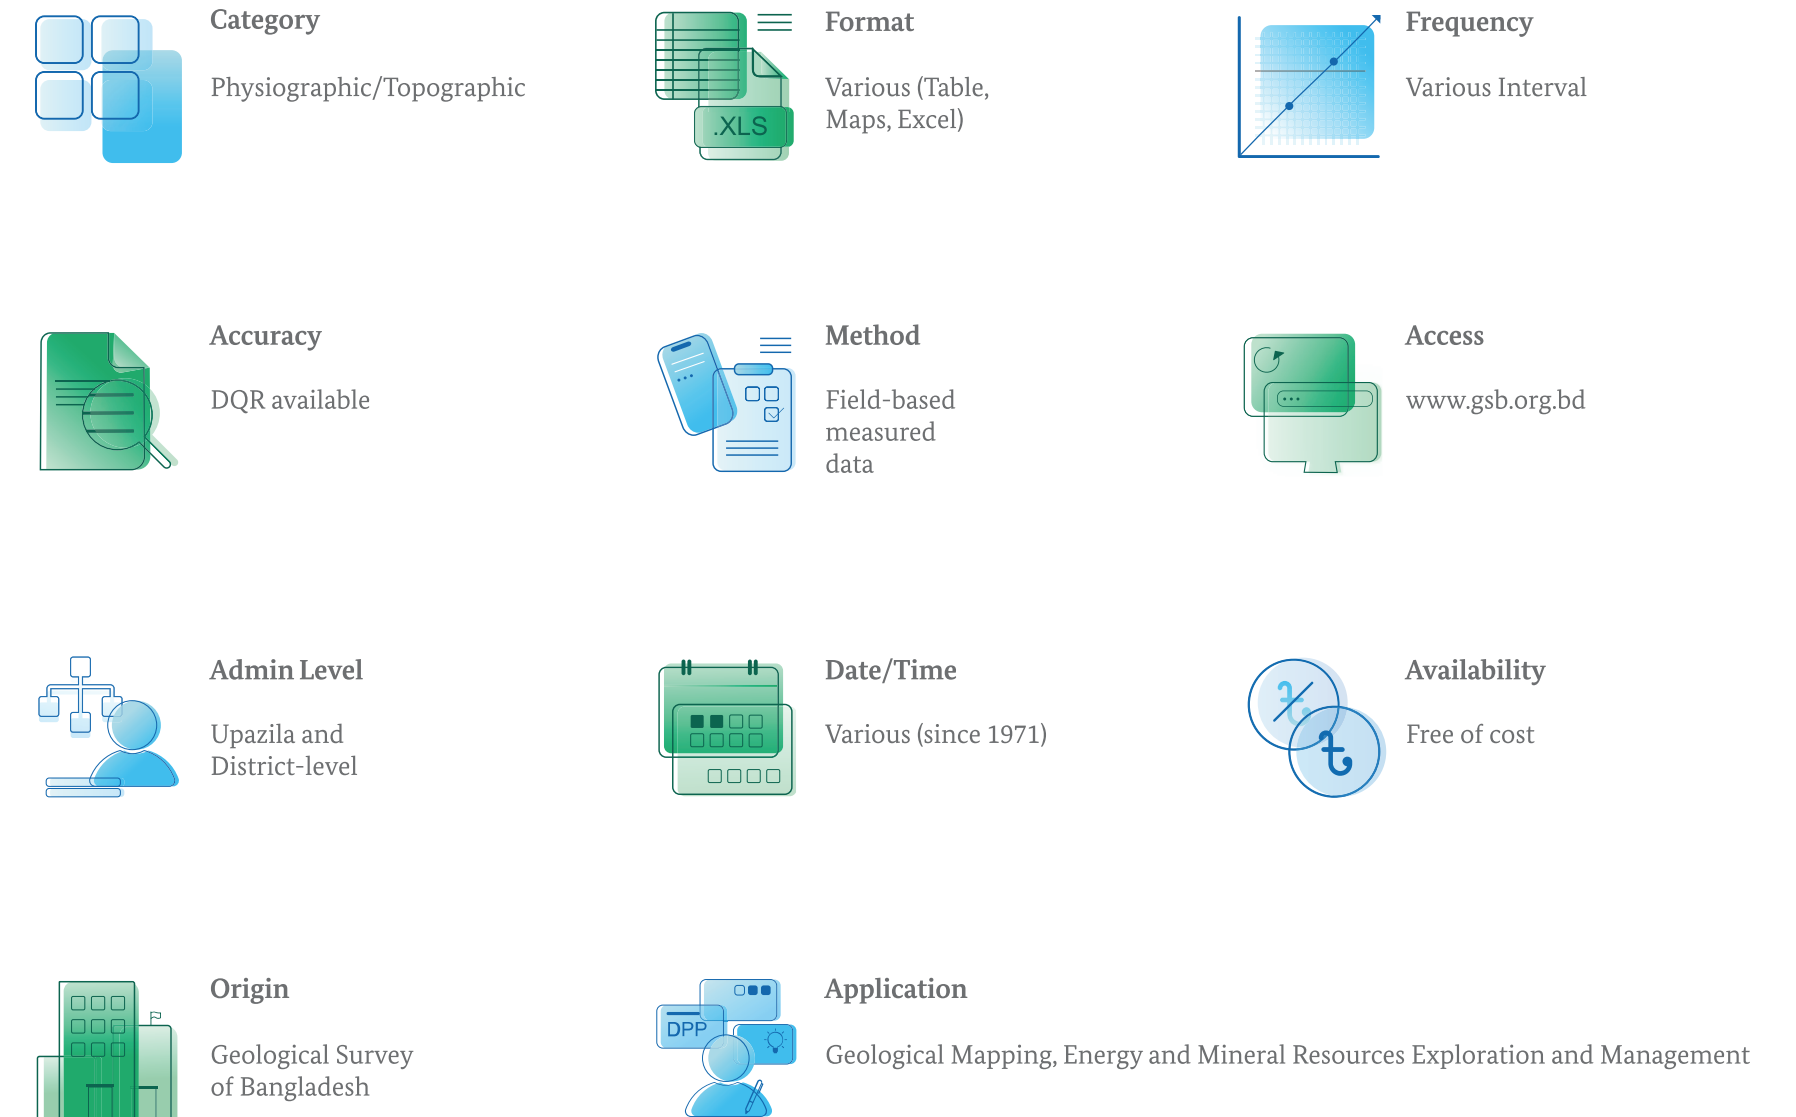 Category
Physiographic/Topographic
Format
Various (Table,
Maps, Excel)
.XLS
Frequency
Various Interval
Accuracy
DQR available
Method
Field-based
measured
data
Access
www.gsb.org.bd
Admin Level
Upazila and
District-level
Date/Time
Various (since 1971)
Availability
Free of cost
৳
৳
Origin
Geological Survey
of Bangladesh
Application
DPP
Geological Mapping, Energy and Mineral Resources Exploration and Management